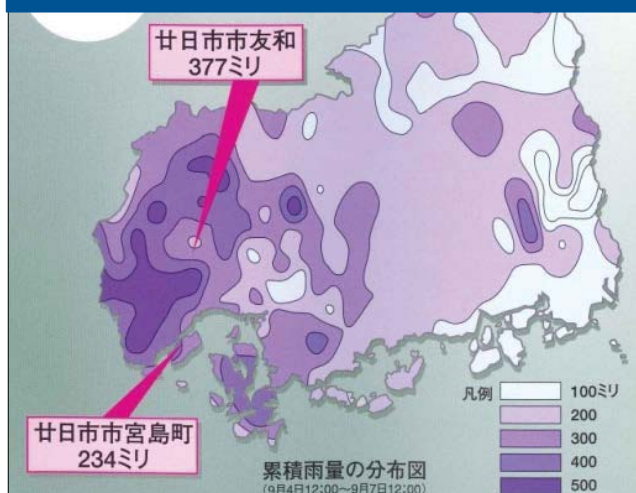 廿日市市友和
377ミリ
凡例
100ミリ
200
300
400
500
廿日市市宮島町
234ミリ
累積雨量の分布図
(9月4日12:00〜9月7日12:00)